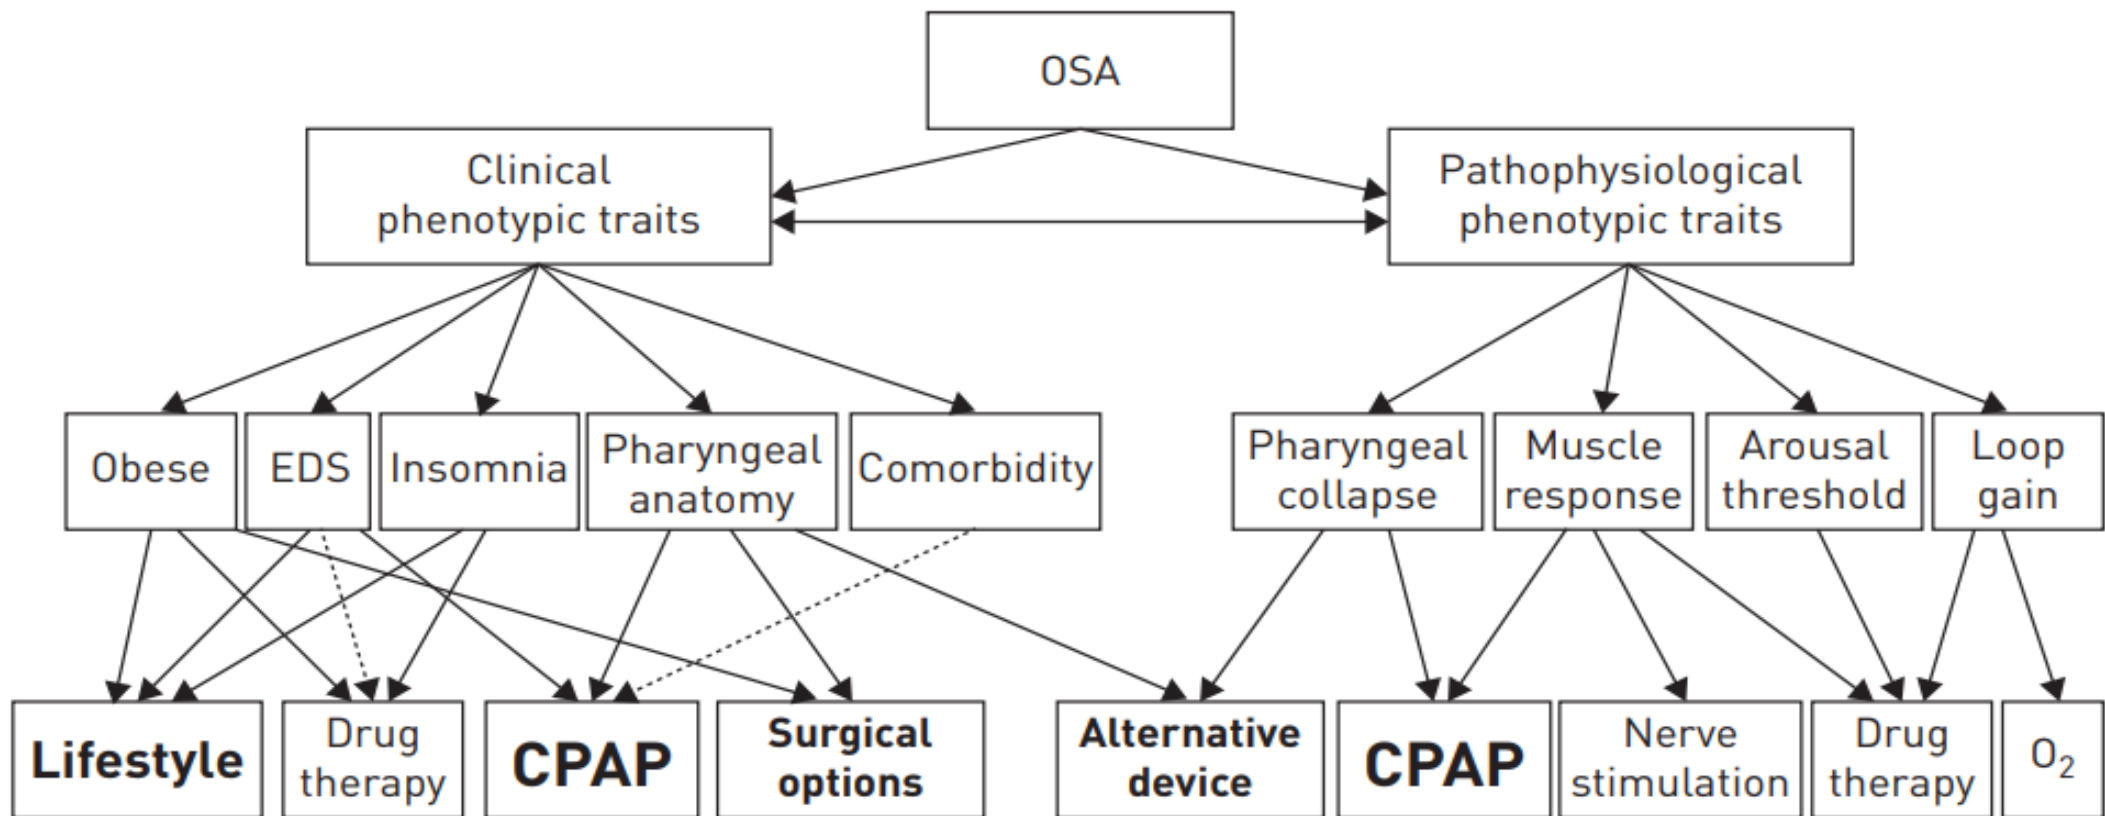 OSA
Clinical
phenotypic traits
Pathophysiological
phenotypic traits
Obese
EDS
Insomnia
Pharyngeal
anatomy
Comorbidity
Pharyngeal
collapse
Muscle
response
Arousal
threshold
Loop
gain
Lifestyle
Drug
therapy
CPAP
Surgical
options
Alternative
device
CPAP
Nerve
stimulation
Drug
therapy
O₂